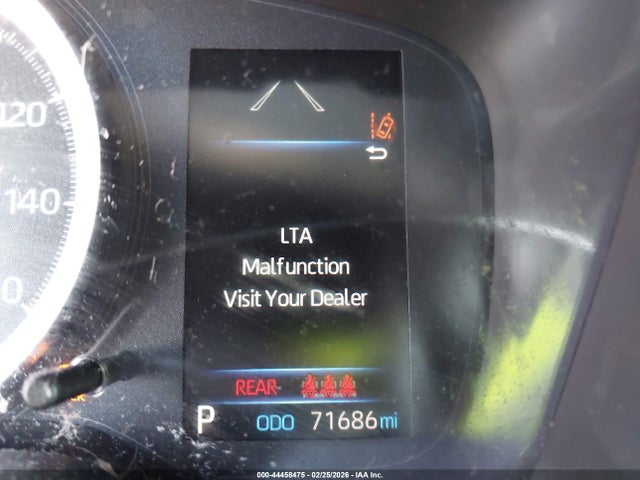 120
140
LTA
Malfunction
Visit Your Dealer
REAR-
P ODO 71686 mi
000-44458475 - 02/25/2026 - IAA Inc.